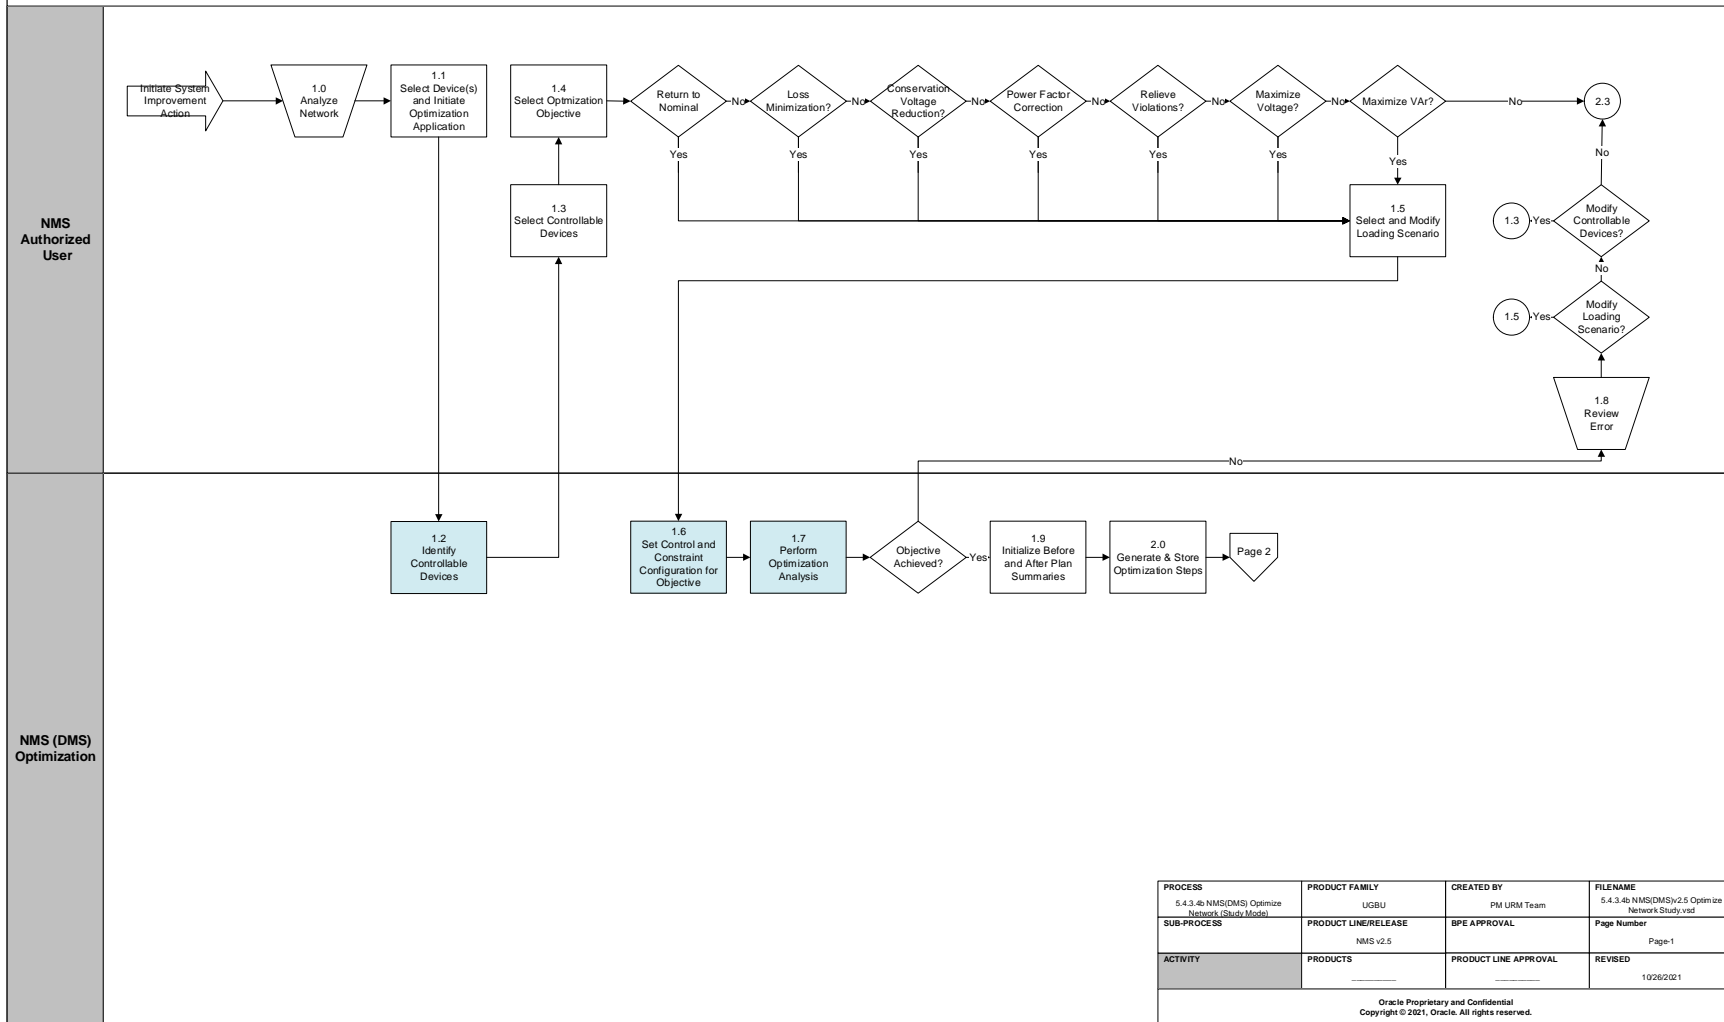 NMS
Authorized
User
Initiate System
Improvement
Action
1.0
Analyze
Network
1.1
Select Device(s)
and Initiate
Optimization
Application
1.4
Select Optmization
Objective
Return to
Nominal
No
Loss
Minimization?
No
Conservation
Voltage
Reduction?
No
Power Factor
Correction
No
Relieve
Violations?
No
Maximize
Voltage?
No
Maximize VAr?
No
2.3
Yes
Yes
Yes
Yes
Yes
Yes
Yes
No
1.3
Select Controllable
Devices
1.5
Select and Modify
Loading Scenario
1.3
Yes
Modify
Controllable
Devices?
No
1.5
Yes
Modify
Loading
Scenario?
1.8
Review
Error
No
NMS (DMS)
Optimization
1.2
Identify
Controllable
Devices
1.6
Set Control and
Constraint
Configuration for
Objective
1.7
Perform
Optimization
Analysis
Objective
Achieved?
Yes
1.9
Initialize Before
and After Plan
Summaries
2.0
Generate & Store
Optimization Steps
Page 2
PROCESS
5.4.3.4b NMS(DMS) Optimize
Network (Study Mode)
PRODUCT FAMILY
UGBU
CREATED BY
PM URM Team
FILENAME
5.4.3.4b NMS(DMS)v2.5 Optimize
Network Study.vsd
SUB-PROCESS
PRODUCT LINE/RELEASE
NMS v2.5
BPE APPROVAL
Page Number
Page-1
ACTIVITY
PRODUCTS
PRODUCT LINE APPROVAL
REVISED
10/26/2021
Oracle Proprietary and Confidential
Copyright © 2021, Oracle. All rights reserved.